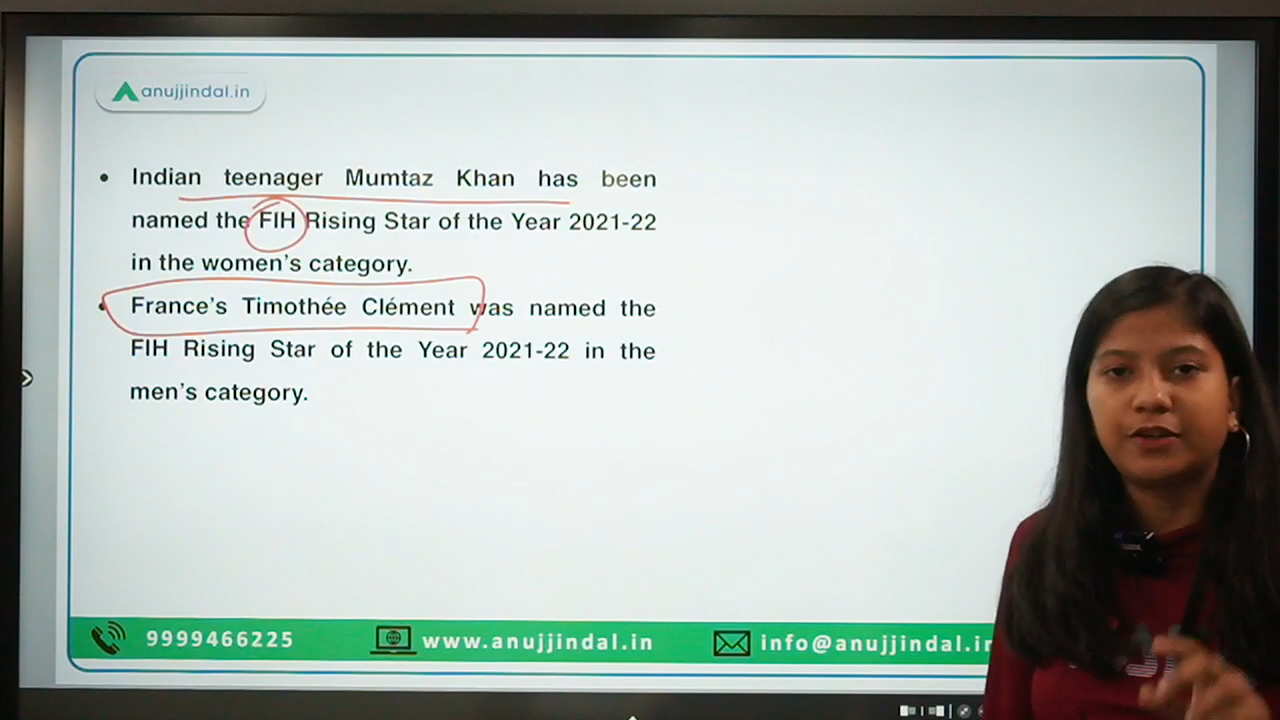 anujjindal.in
• Indian teenager Mumtaz Khan has been
named the FIH Rising Star of the Year 2021-22
in the women's category.
• France's Timothée Clément was named the
FIH Rising Star of the Year 2021-22 in the
men's category.
9999466225 www.anujjindal.in info@anujjindal.in